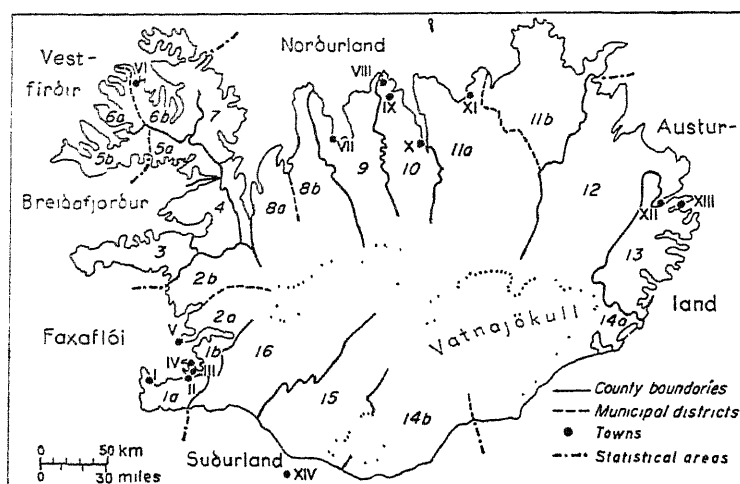 Vest-
firðir
Norðurland
Austur-
land
Breiðafjorður
Faxaflói
Suðurland
Vatnajökull
VI
VIII
IX
XI
VII
X
XII
XIII
V
IV
III
I
II
XIV
6a
6b
7
5b
5a
4
3
8a
8b
9
10
11a
11b
12
13
14a
2b
2a
1b
1a
16
15
14b
County boundaries
Municipal districts
Towns
Statistical areas
0 50 km
0 30 miles